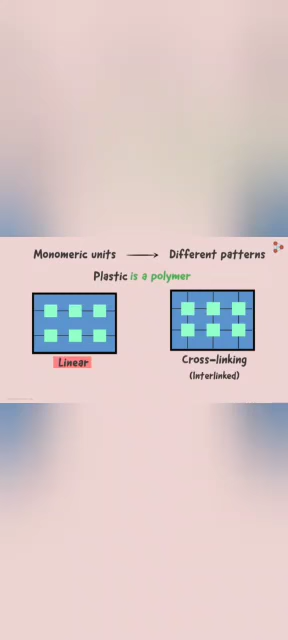 Monomeric units → Different patterns
Plastic is a polymer
Linear
Cross-linking
(Interlinked)